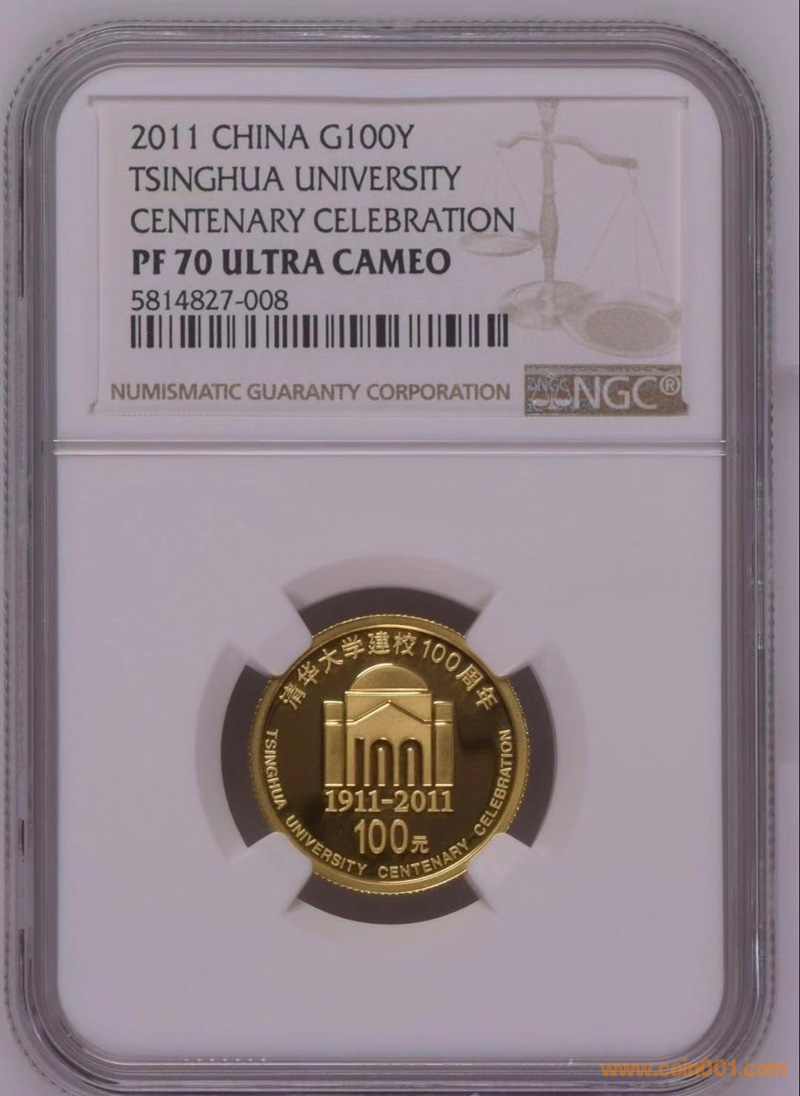 2011 CHINA G100Y
TSINGHUA UNIVERSITY
CENTENARY CELEBRATION
PF 70 ULTRA CAMEO
5814827-008
NUMISMATIC GUARANTY CORPORATION
NGC NGC®
清华大学建校100周年
1911-2011
100元
TSINGHUA UNIVERSITY CENTENARY CELEBRATION
www.coin001.com